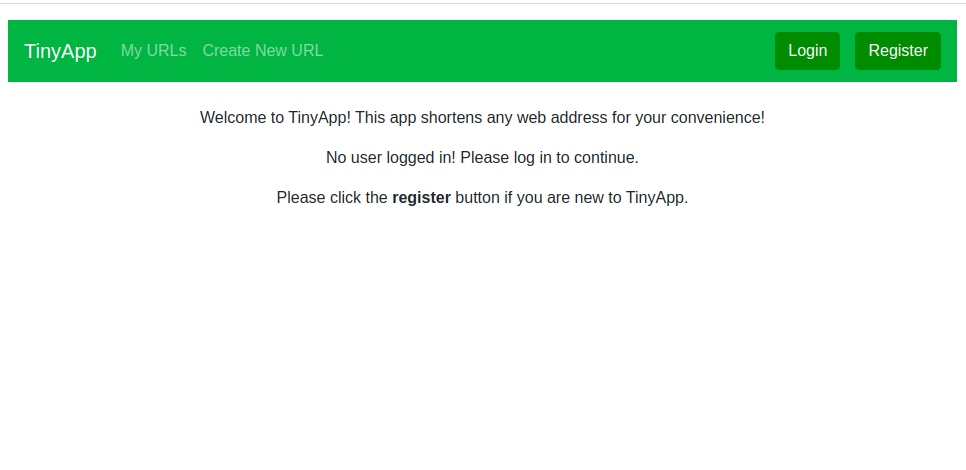 TinyApp My URLs Create New URL Login Register
Welcome to TinyApp! This app shortens any web address for your convenience!
No user logged in! Please log in to continue.
Please click the register button if you are new to TinyApp.